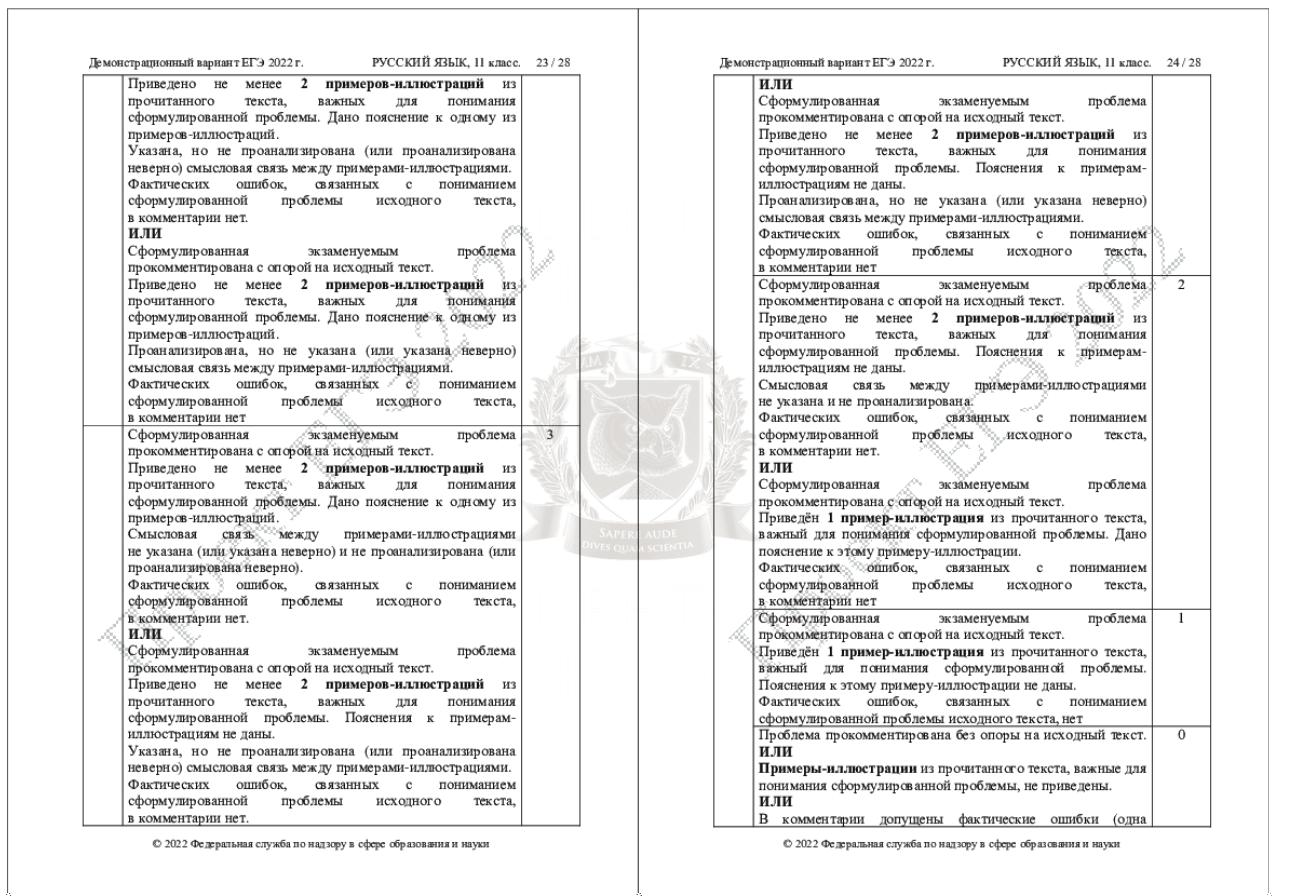 Демонстрационный вариант ЕГЭ 2022 г. РУССКИЙ ЯЗЫК, 11 класс. 23 / 28
Приведено не менее 2 примеров-иллюстраций из
прочитанного текста, важных для понимания
сформулированной проблемы. Дано пояснение к одному из
примеров-иллюстраций.
Указана, но не проанализирована (или проанализирована
неверно) смысловая связь между примерами-иллюстрациями.
Фактических ошибок, связанных с пониманием
сформулированной проблемы исходного текста,
в комментарии нет.
ИЛИ
Сформулированная экзаменуемым проблема
прокомментирована с опорой на исходный текст.
Приведено не менее 2 примеров-иллюстраций из
прочитанного текста, важных для понимания
сформулированной проблемы. Дано пояснение к одному из
примеров-иллюстраций.
Проанализирована, но не указана (или указана неверно)
смысловая связь между примерами-иллюстрациями.
Фактических ошибок, связанных с пониманием
сформулированной проблемы исходного текста,
в комментарии нет
Сформулированная экзаменуемым проблема 3
прокомментирована с опорой на исходный текст.
Приведено не менее 2 примеров-иллюстраций из
прочитанного текста, важных для понимания
сформулированной проблемы. Дано пояснение к одному из
примеров-иллюстраций.
Смысловая связь между примерами-иллюстрациями
не указана (или указана неверно) и не проанализирована (или
проанализирована неверно).
Фактических ошибок, связанных с пониманием
сформулированной проблемы исходного текста,
в комментарии нет.
ИЛИ
Сформулированная экзаменуемым проблема
прокомментирована с опорой на исходный текст.
Приведено не менее 2 примеров-иллюстраций из
прочитанного текста, важных для понимания
сформулированной проблемы. Пояснения к примерам-
иллюстрациям не даны.
Указана, но не проанализирована (или проанализирована
неверно) смысловая связь между примерами-иллюстрациями.
Фактических ошибок, связанных с пониманием
сформулированной проблемы исходного текста,
в комментарии нет.
© 2022 Федеральная служба по надзору в сфере образования и науки
Проект ЕГЭ 2022
SAPERE AUDE
DIVES QUAM SCIENTIA
Демонстрационный вариант ЕГЭ 2022 г. РУССКИЙ ЯЗЫК, 11 класс. 24 / 28
ИЛИ
Сформулированная экзаменуемым проблема
прокомментирована с опорой на исходный текст.
Приведено не менее 2 примеров-иллюстраций из
прочитанного текста, важных для понимания
сформулированной проблемы. Пояснения к примерам-
иллюстрациям не даны.
Проанализирована, но не указана (или указана неверно)
смысловая связь между примерами-иллюстрациями.
Фактических ошибок, связанных с пониманием
сформулированной проблемы исходного текста,
в комментарии нет
Сформулированная экзаменуемым проблема 2
прокомментирована с опорой на исходный текст.
Приведено не менее 2 примеров-иллюстраций из
прочитанного текста, важных для понимания
сформулированной проблемы. Пояснения к примерам-
иллюстрациям не даны.
Смысловая связь между примерами-иллюстрациями
не указана и не проанализирована.
Фактических ошибок, связанных с пониманием
сформулированной проблемы исходного текста,
в комментарии нет.
ИЛИ
Сформулированная экзаменуемым проблема
прокомментирована с опорой на исходный текст.
Приведён 1 пример-иллюстрация из прочитанного текста,
важный для понимания сформулированной проблемы. Дано
пояснение к этому примеру-иллюстрации.
Фактических ошибок, связанных с пониманием
сформулированной проблемы исходного текста,
в комментарии нет
Сформулированная экзаменуемым проблема 1
прокомментирована с опорой на исходный текст.
Приведён 1 пример-иллюстрация из прочитанного текста,
важный для понимания сформулированной проблемы.
Пояснения к этому примеру-иллюстрации не даны.
Фактических ошибок, связанных с пониманием
сформулированной проблемы исходного текста, нет
Проблема прокомментирована без опоры на исходный текст. 0
ИЛИ
Примеры-иллюстрации из прочитанного текста, важные для
понимания сформулированной проблемы, не приведены.
ИЛИ
В комментарии допущены фактические ошибки (одна
© 2022 Федеральная служба по надзору в сфере образования и науки
Проект ЕГЭ 2022